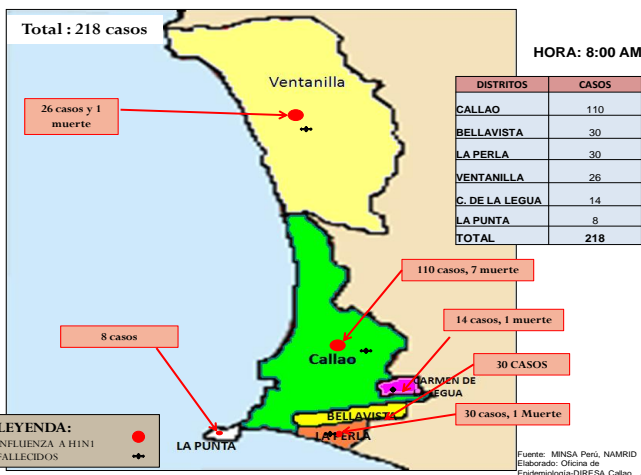 Total : 218 casos
HORA: 8:00 AM
Ventanilla
26 casos y 1
muerte
DISTRITOS CASOS
CALLAO 110
BELLAVISTA 30
LA PERLA 30
VENTANILLA 26
C. DE LA LEGUA 14
LA PUNTA 8
TOTAL 218
110 casos, 7 muerte
14 casos, 1 muerte
8 casos
Callao
30 CASOS
CARMEN DE
EGUA
BELLAVISTA
30 casos, 1 Muerte
LA PERLA
LA PUNTA
LEYENDA:
NFLUENZA A H1N1
FALLECIDOS
Fuente: MINSA Perú, NAMRID
Elaborado: Oficina de
Epidemiología-DIRESA Callao